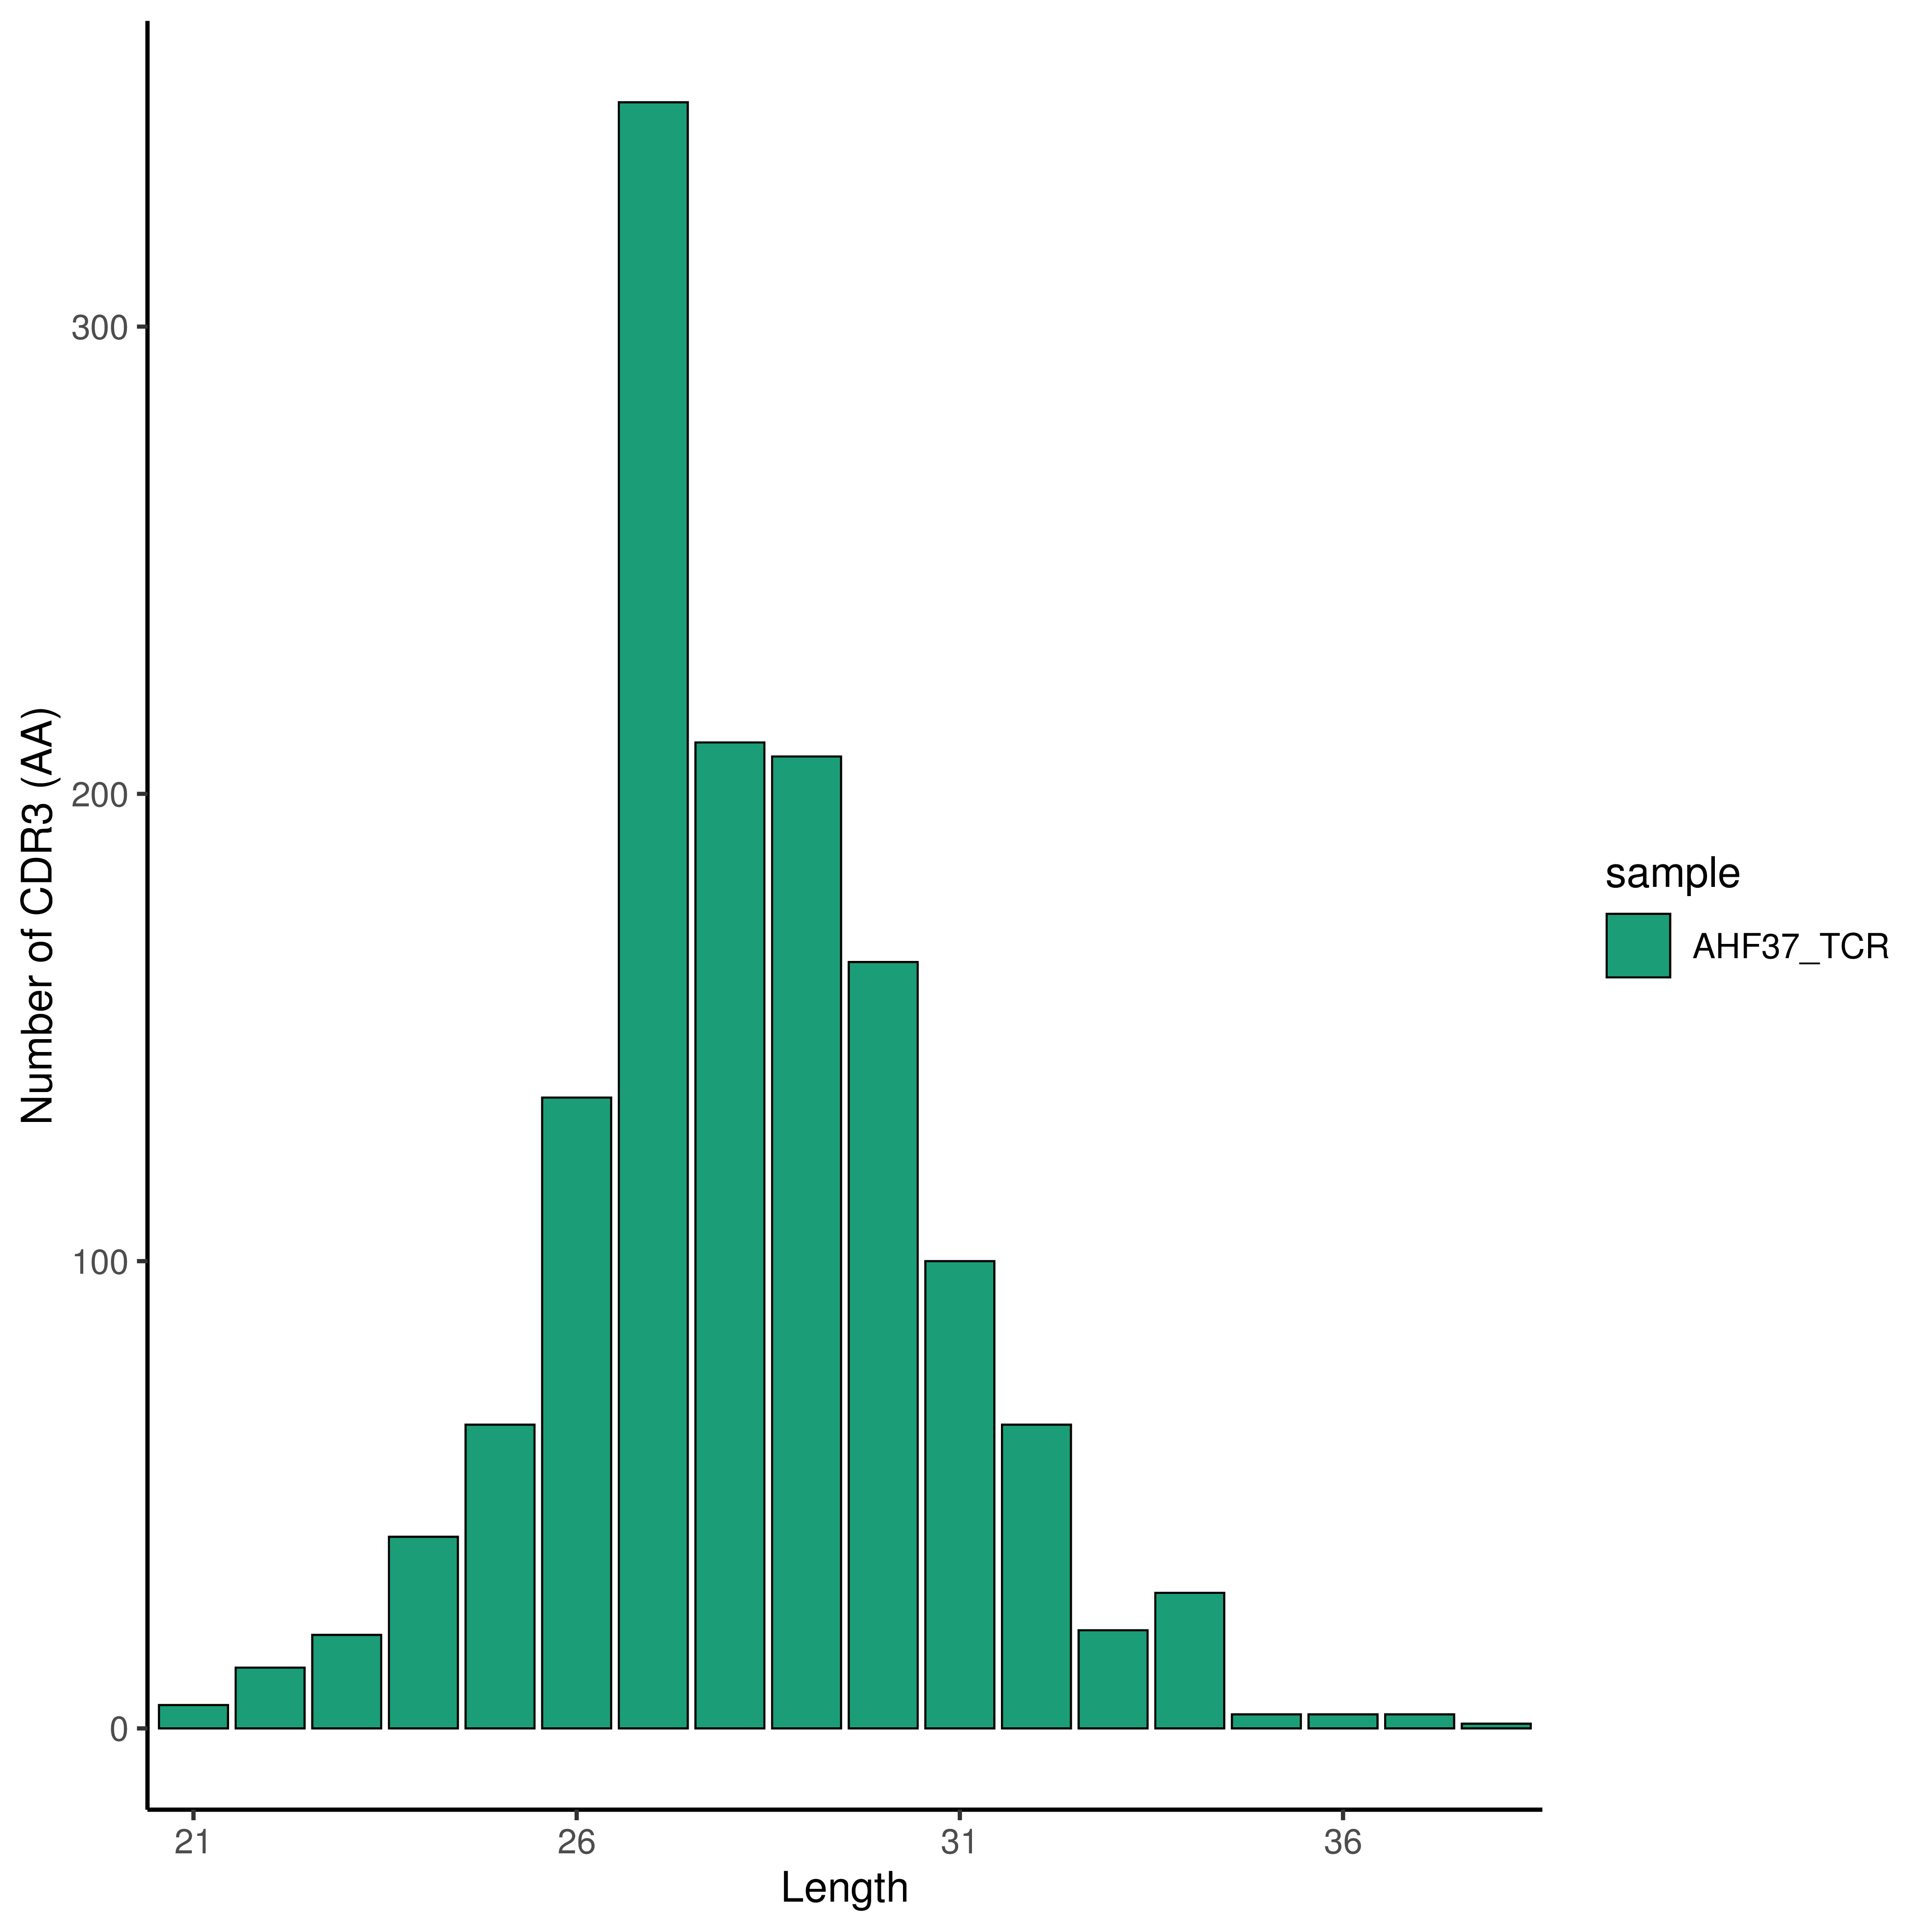 Number of CDR3 (AA)
300
200
100
0
21 26 31 36
Length
sample
AHF37_TCR